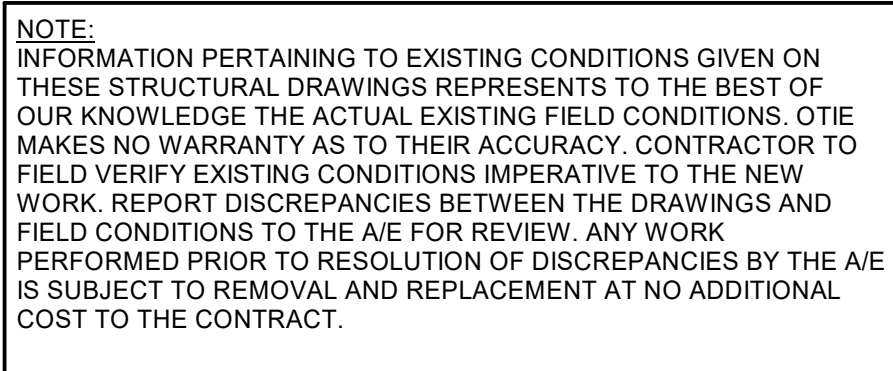 NOTE:
INFORMATION PERTAINING TO EXISTING CONDITIONS GIVEN ON
THESE STRUCTURAL DRAWINGS REPRESENTS TO THE BEST OF
OUR KNOWLEDGE THE ACTUAL EXISTING FIELD CONDITIONS. OTIE
MAKES NO WARRANTY AS TO THEIR ACCURACY. CONTRACTOR TO
FIELD VERIFY EXISTING CONDITIONS IMPERATIVE TO THE NEW
WORK. REPORT DISCREPANCIES BETWEEN THE DRAWINGS AND
FIELD CONDITIONS TO THE A/E FOR REVIEW. ANY WORK
PERFORMED PRIOR TO RESOLUTION OF DISCREPANCIES BY THE A/E
IS SUBJECT TO REMOVAL AND REPLACEMENT AT NO ADDITIONAL
COST TO THE CONTRACT.